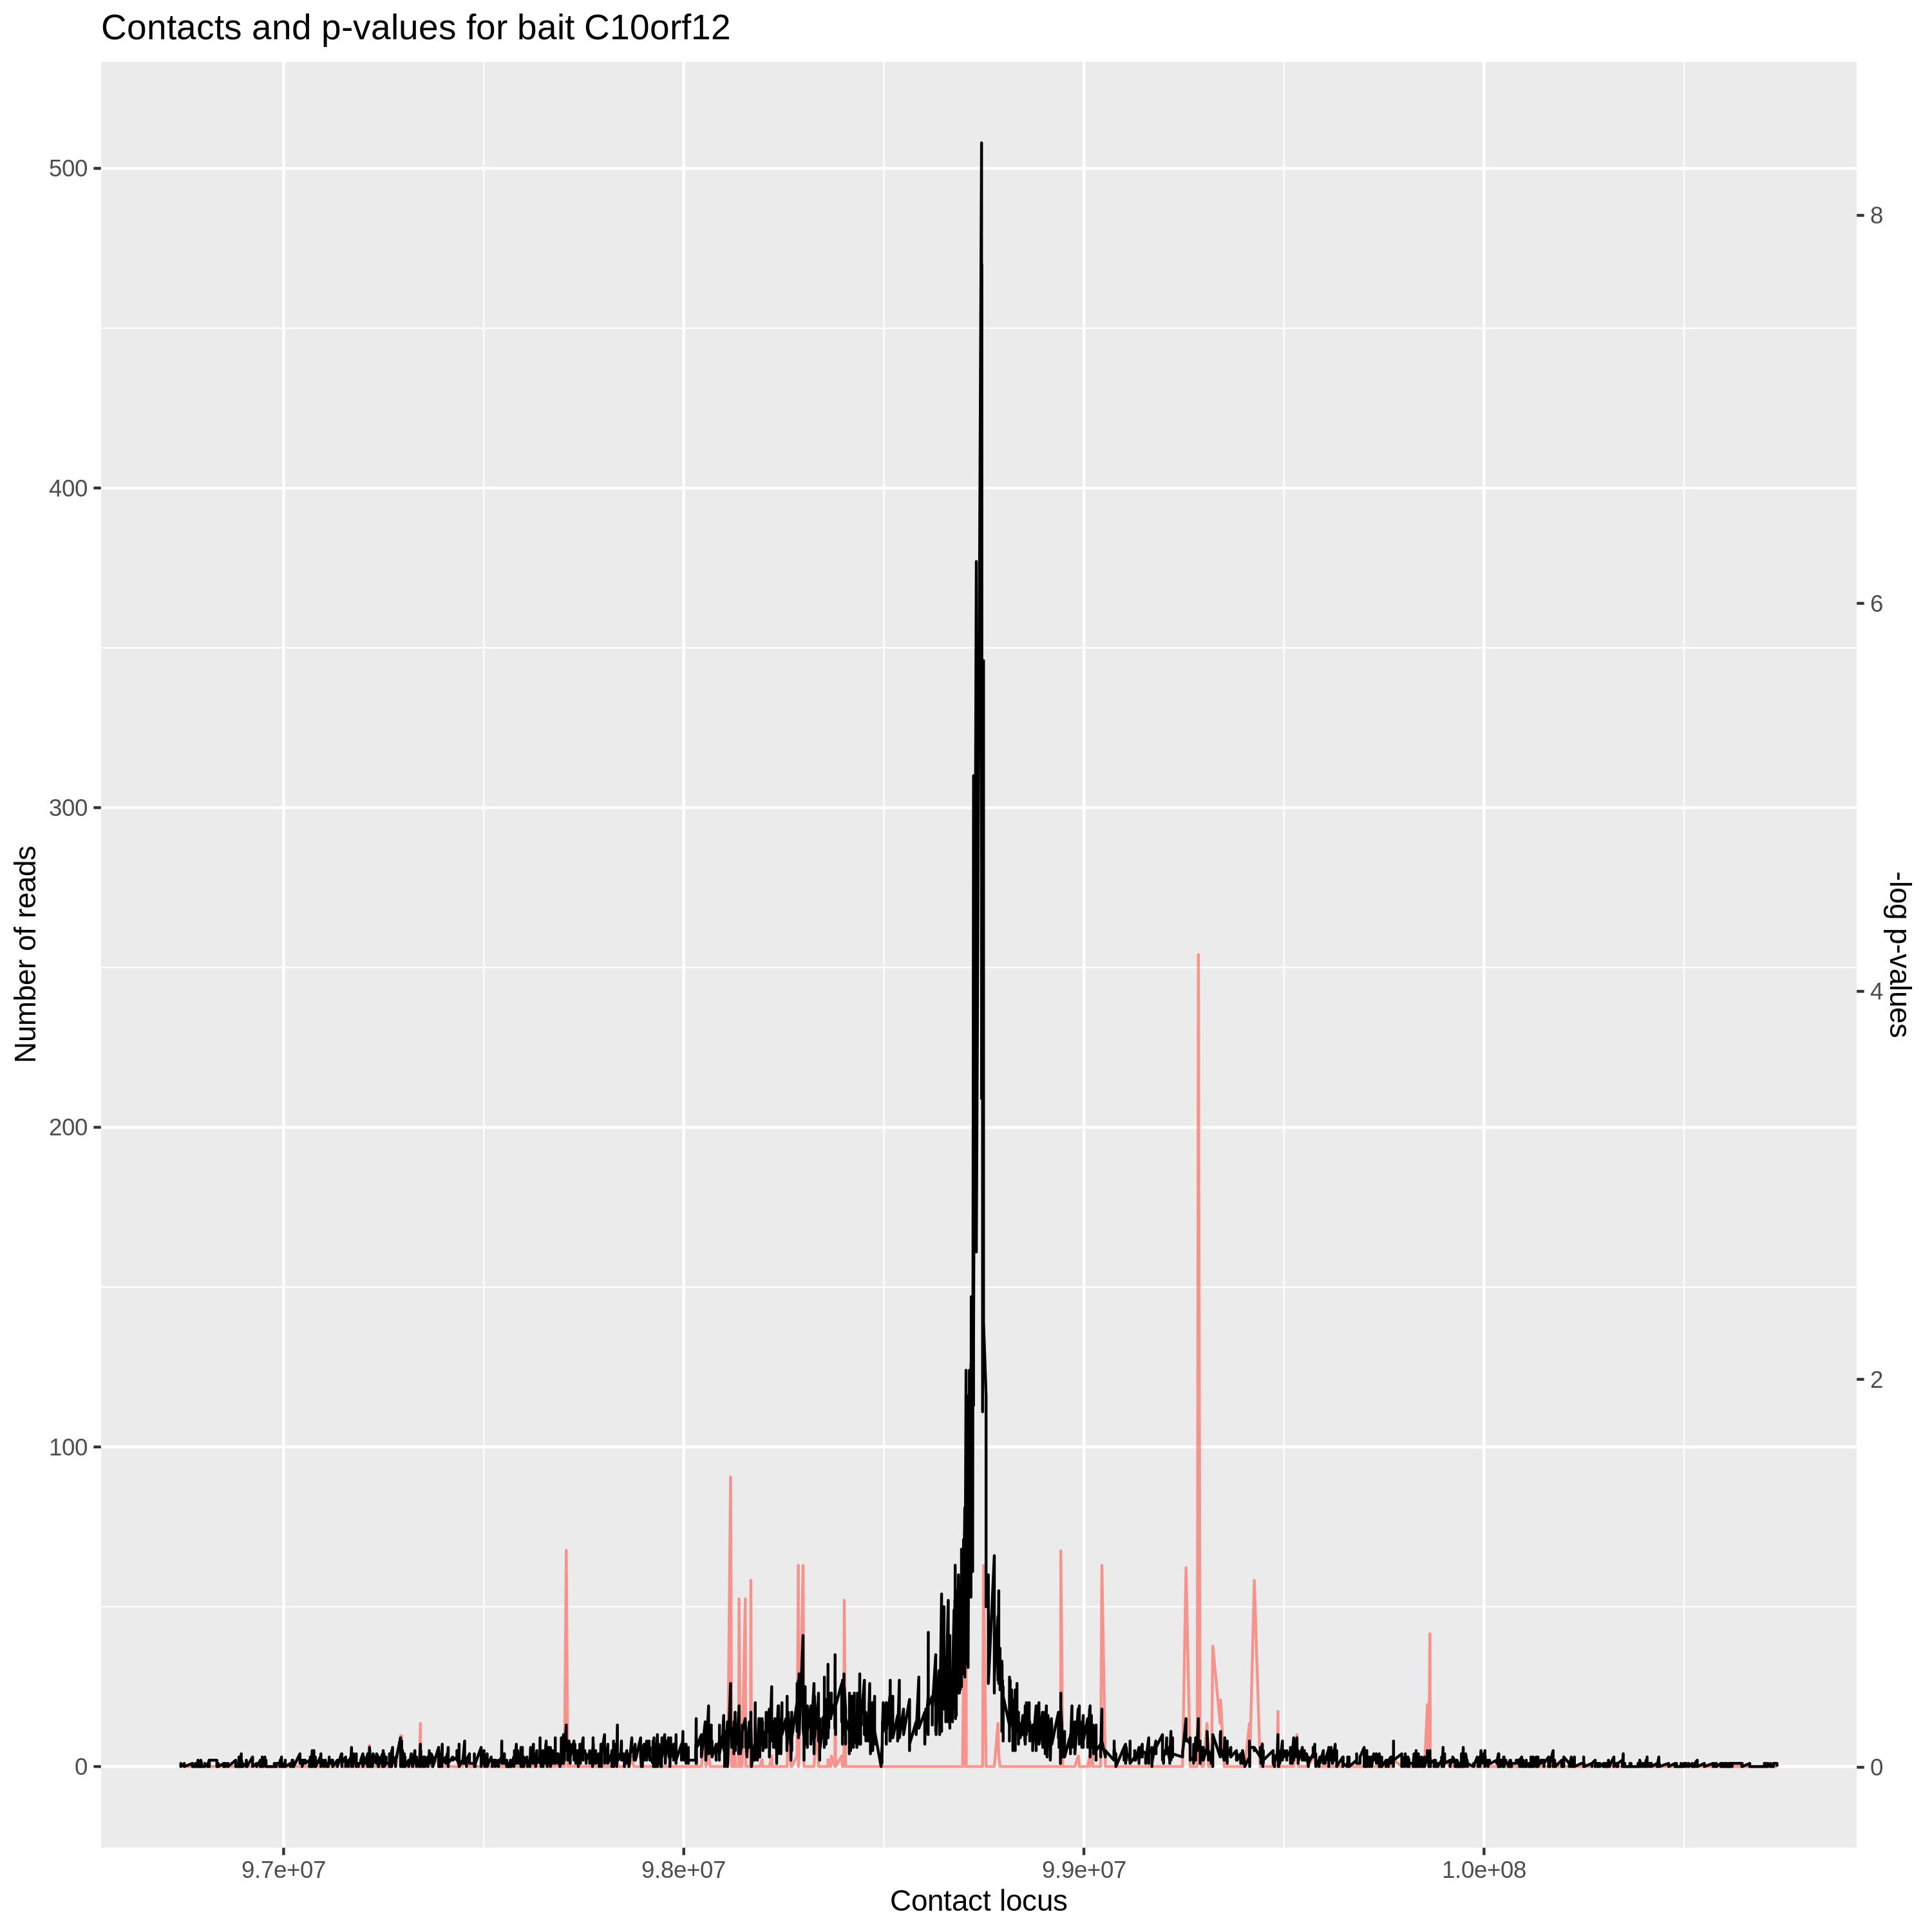 Contacts and p-values for bait C10orf12
500
400
300
200
100
0
Number of reads
8
6
4
2
0
-log p-values
9.7e+07
9.8e+07
9.9e+07
1.0e+08
Contact locus